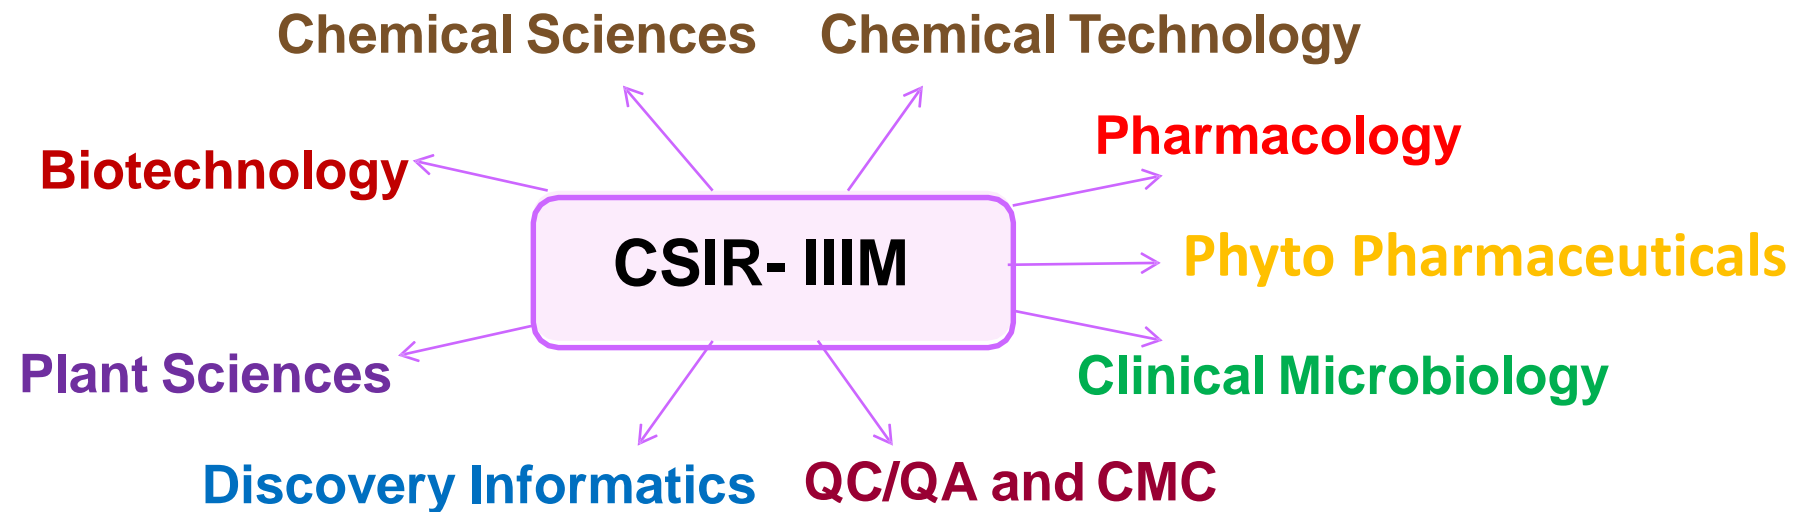 Chemical Sciences
Chemical Technology
Pharmacology
Biotechnology
Phyto Pharmaceuticals
CSIR- IIIM
Plant Sciences
Clinical Microbiology
Discovery Informatics
QC/QA and CMC